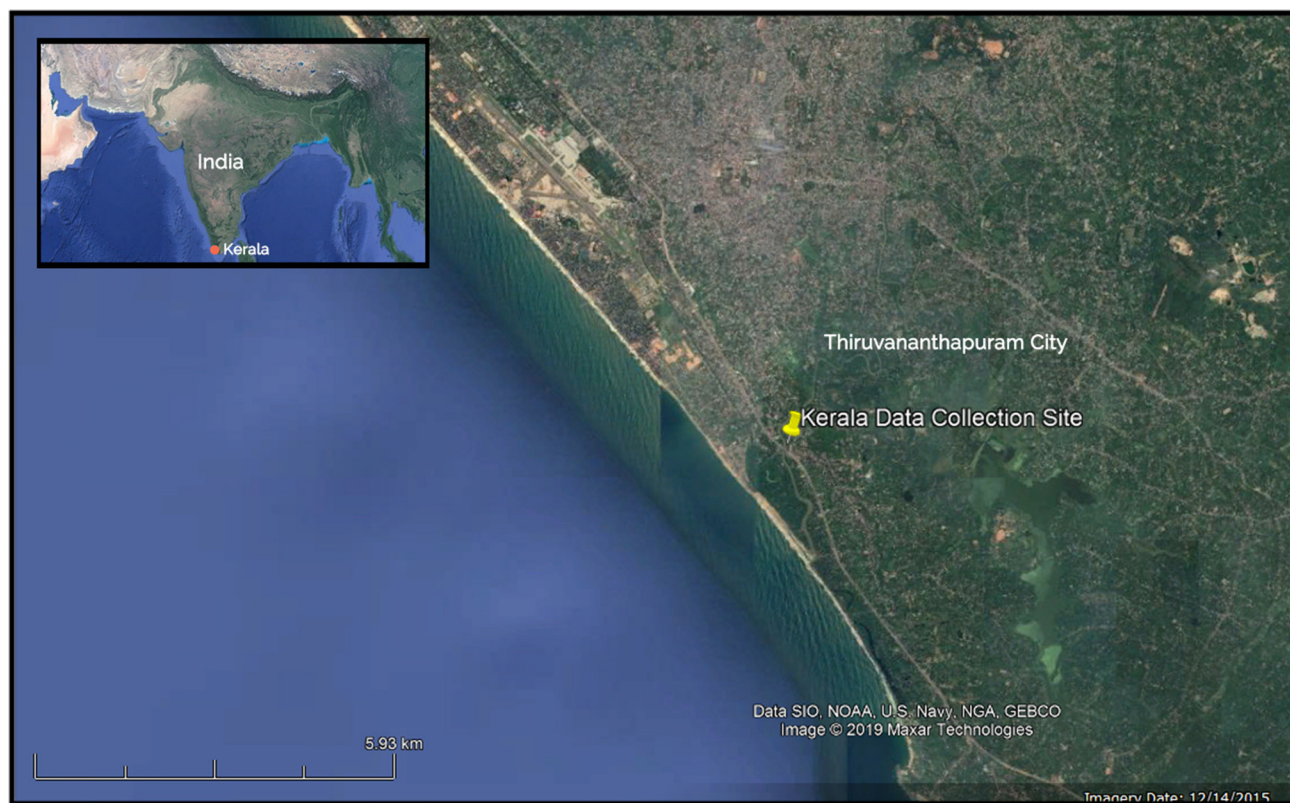 India
Kerala
Thiruvananthapuram City
Kerala Data Collection Site
Data SIO, NOAA, U.S. Navy, NGA, GEBCO
Image © 2019 Maxar Technologies
5.93 km
Imagery Date: 12/14/2015